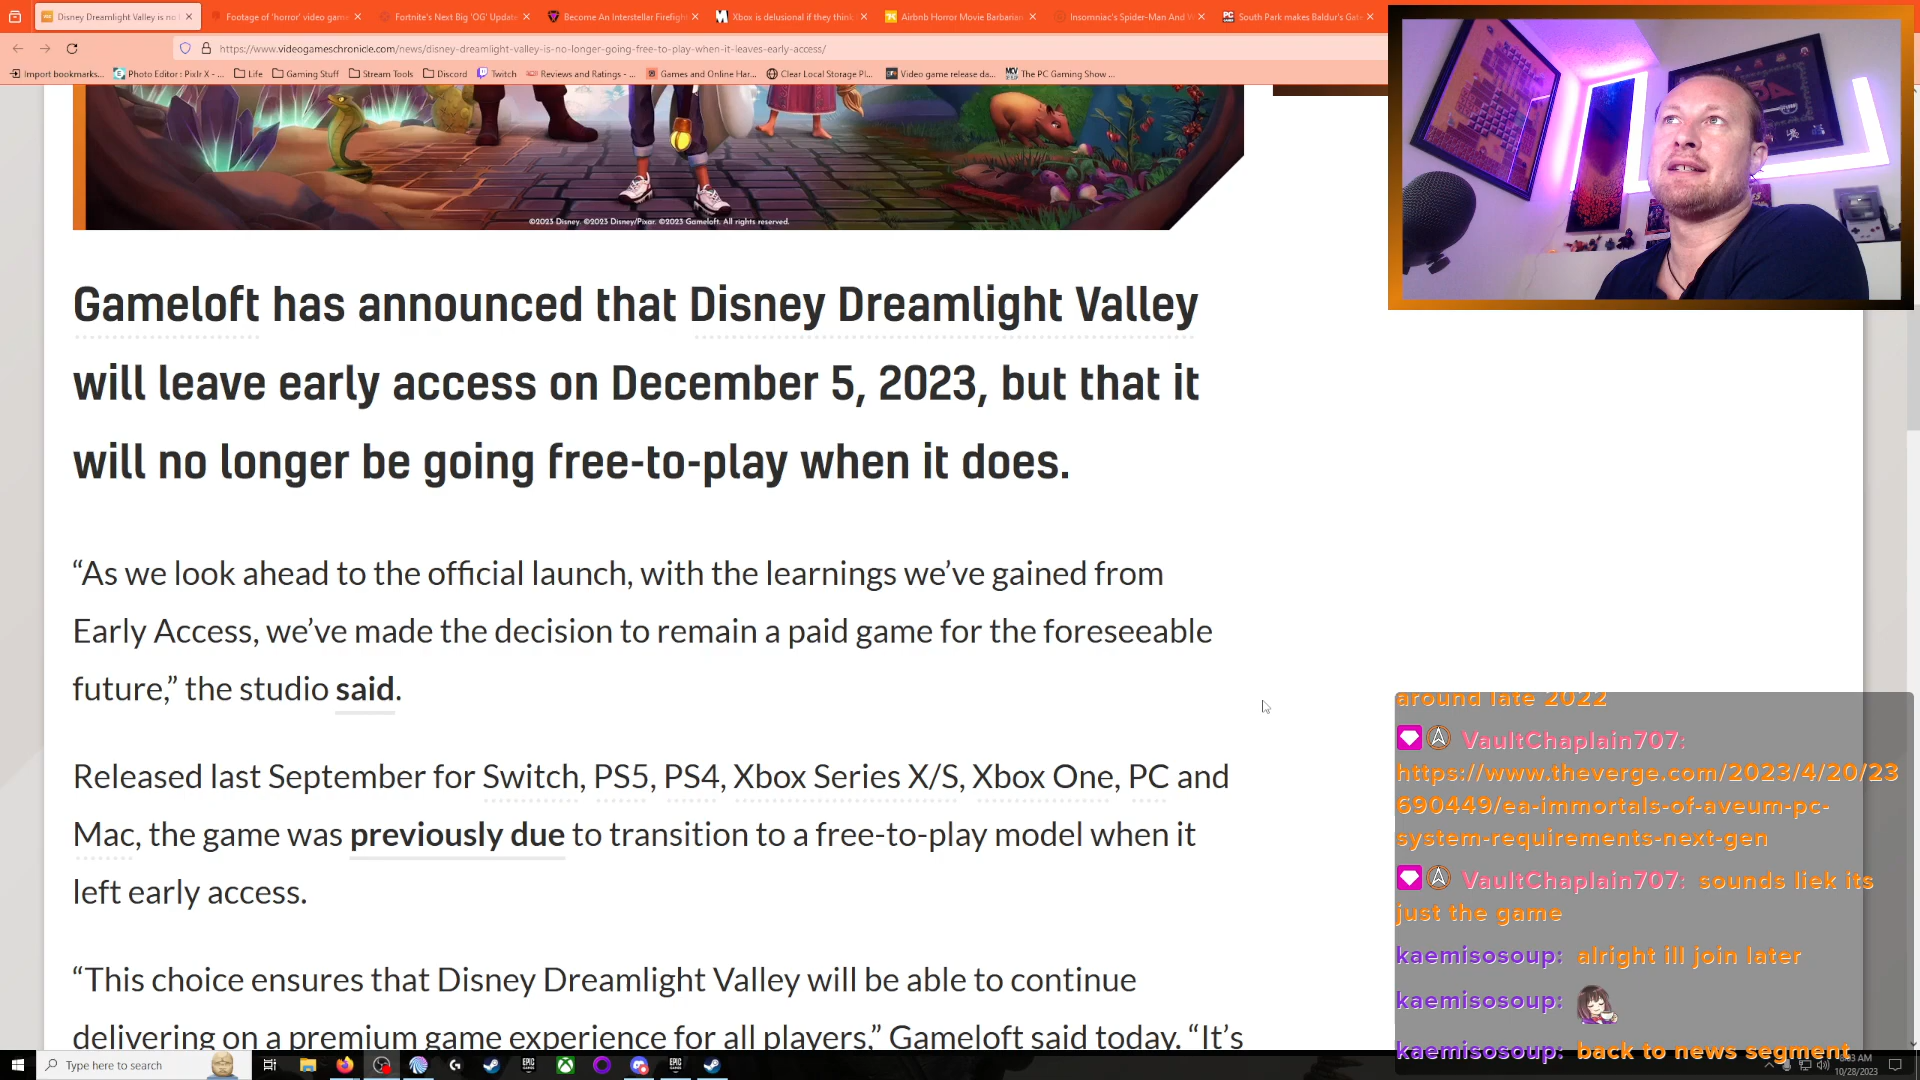 Disney Dreamlight Valley is no l
Footage of 'horror' video game
Fortnite's Next Big 'OG' Update
Become An Interstellar Firefight
Xbox is delusional if they think
Airbnb Horror Movie Barbarian
Insomniac's Spider-Man And W
South Park makes Baldur's Gat
https://www.videogameschronicle.com/news/disney-dreamlight-valley-is-no-longer-going-free-to-play-when-it-leaves-early-access/
Import bookmarks...
Photo Editor : Pixlr X - ...
Life
Gaming Stuff
Stream Tools
Discord
Twitch
Reviews and Ratings - ...
Games and Online Har...
Clear Local Storage Pl...
Video game release da...
The PC Gaming Show ...
©2023 Disney. ©2023 Disney/Pixar. ©2023 Gameloft. All rights reserved.
Gameloft has announced that Disney Dreamlight Valley
will leave early access on December 5, 2023, but that it
will no longer be going free-to-play when it does.
“As we look ahead to the official launch, with the learnings we’ve gained from
Early Access, we’ve made the decision to remain a paid game for the foreseeable
future,” the studio said.
Released last September for Switch, PS5, PS4, Xbox Series X/S, Xbox One, PC and
Mac, the game was previously due to transition to a free-to-play model when it
left early access.
“This choice ensures that Disney Dreamlight Valley will be able to continue
delivering on a premium game experience for all players,” Gameloft said today. “It’s
around late 2022
VaultChaplain707:
https://www.theverge.com/2023/4/20/23
690449/ea-immortals-of-aveum-pc-
system-requirements-next-gen
VaultChaplain707: sounds liek its
just the game
kaemisosoup: alright ill join later
kaemisosoup:
kaemisosoup: back to news segment
Type here to search
8:03 AM
10/28/2023